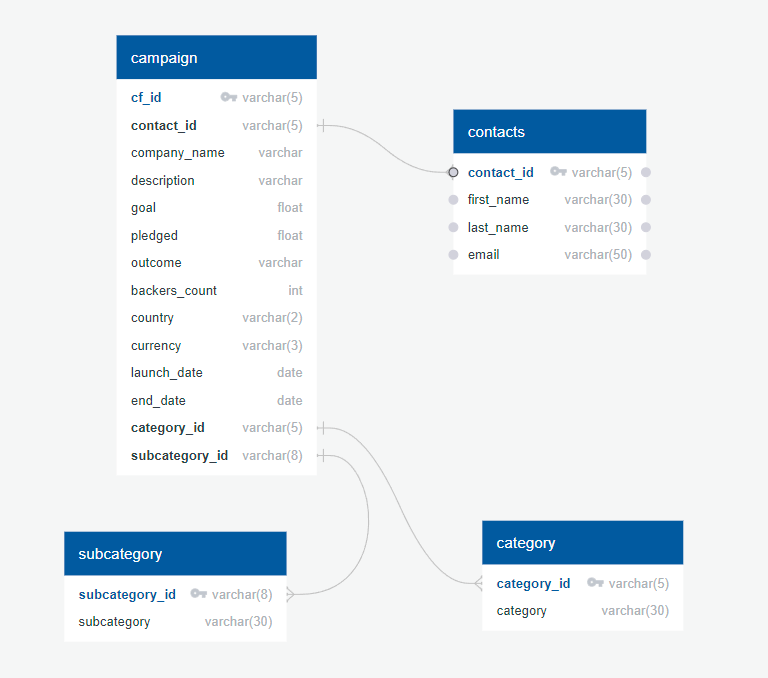 campaign
cf_id varchar(5)
contact_id varchar(5)
company_name varchar
description varchar
goal float
pledged float
outcome varchar
backers_count int
country varchar(2)
currency varchar(3)
launch_date date
end_date date
category_id varchar(5)
subcategory_id varchar(8)
contacts
contact_id varchar(5)
first_name varchar(30)
last_name varchar(30)
email varchar(50)
subcategory
subcategory_id varchar(8)
subcategory varchar(30)
category
category_id varchar(5)
category varchar(30)